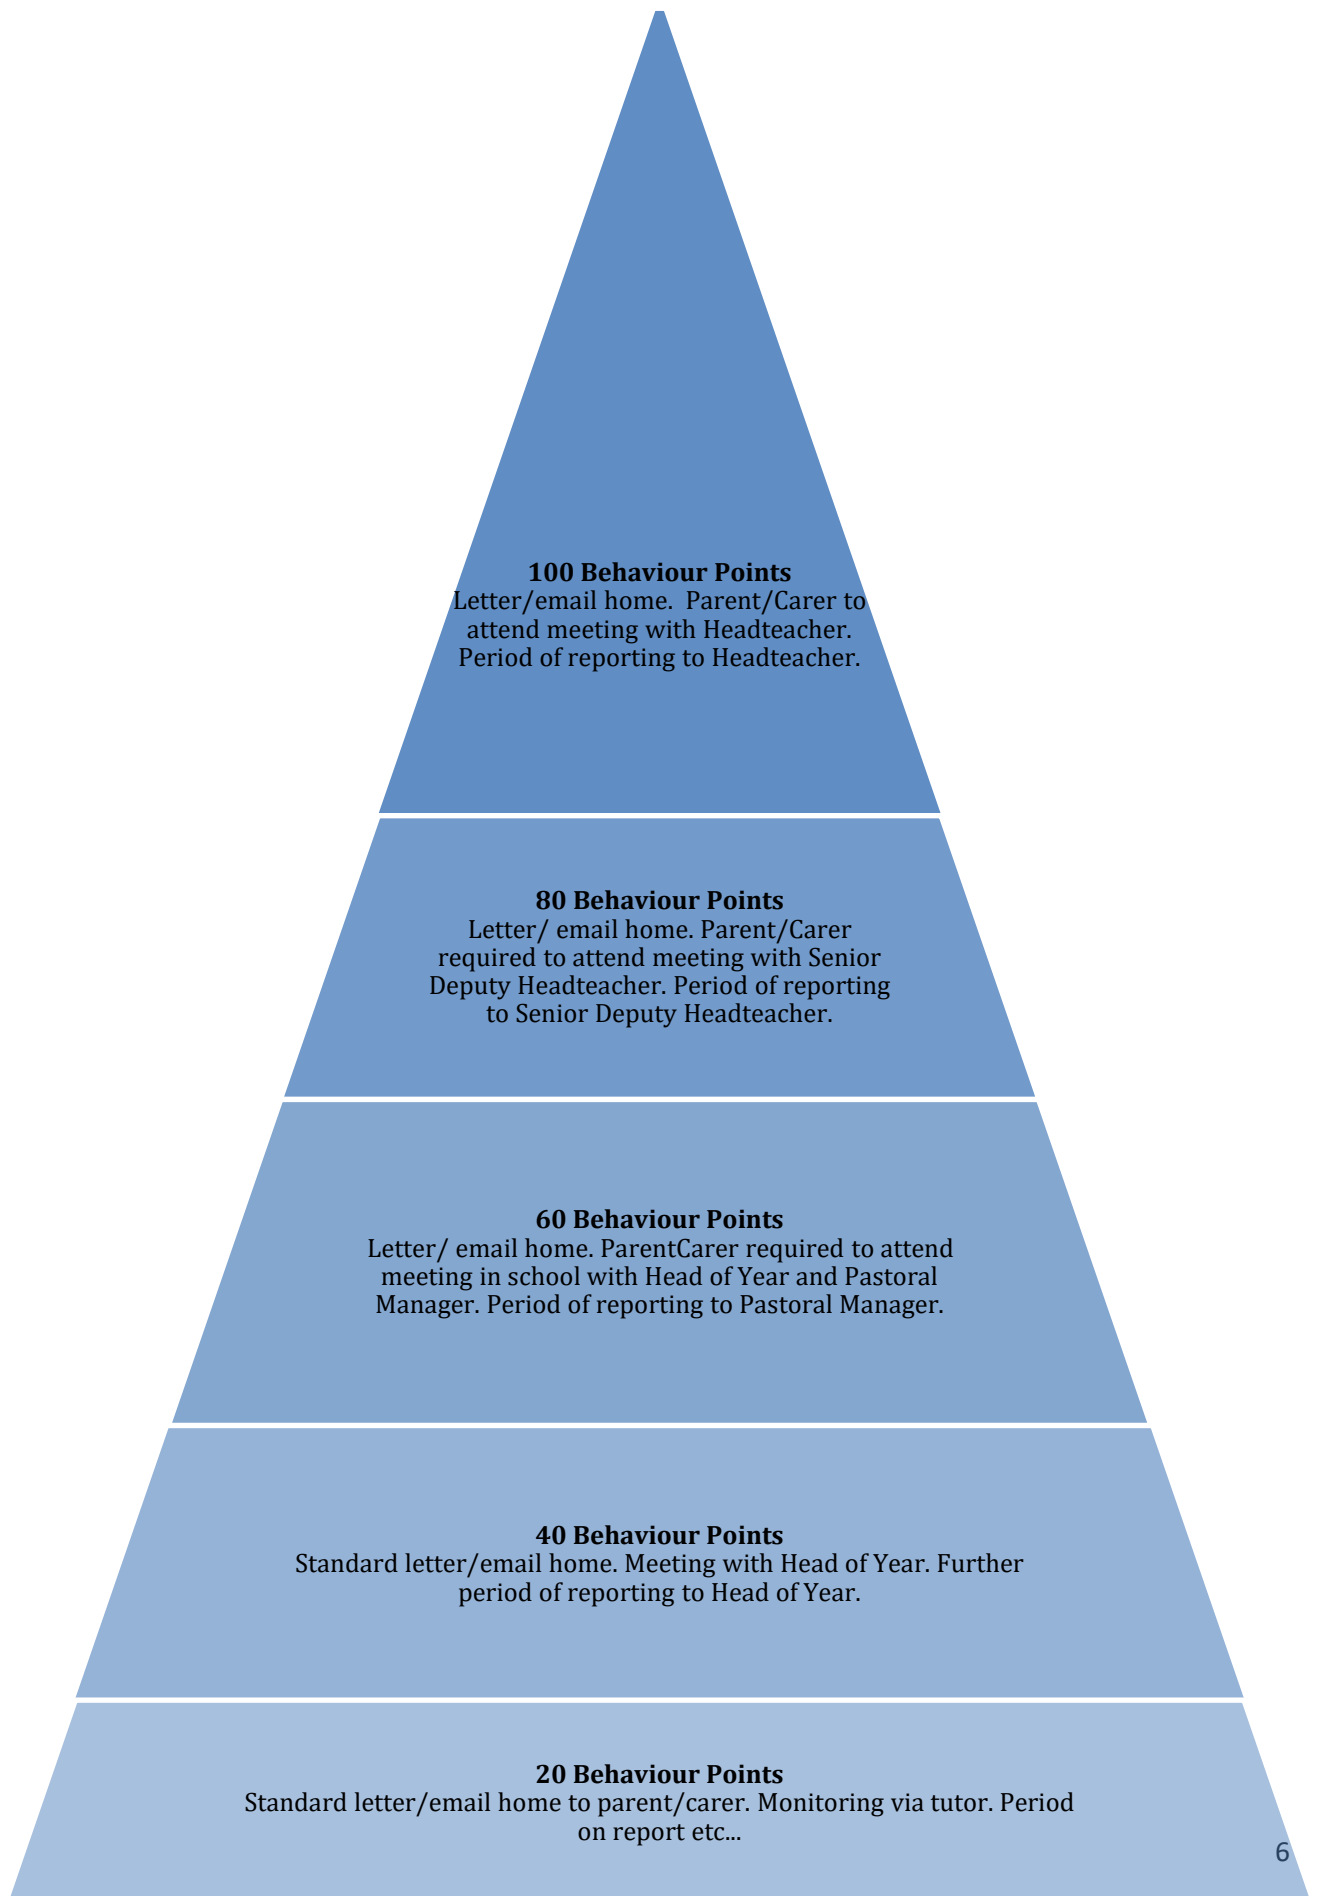 100 Behaviour Points
Letter/email home.  Parent/Carer to
attend meeting with Headteacher.
Period of reporting to Headteacher.
80 Behaviour Points
Letter/ email home. Parent/Carer
required to attend meeting with Senior
Deputy Headteacher. Period of reporting
to Senior Deputy Headteacher.
60 Behaviour Points
Letter/ email home. ParentCarer required to attend
meeting in school with Head of Year and Pastoral
Manager. Period of reporting to Pastoral Manager.
40 Behaviour Points
Standard letter/email home. Meeting with Head of Year. Further
period of reporting to Head of Year.
20 Behaviour Points
Standard letter/email home to parent/carer. Monitoring via tutor. Period
on report etc...
6